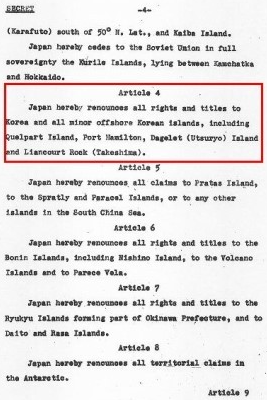 SECRET
-4-
(Karafuto) south of 50° N. Lat., and Kaiba Island.
Japan hereby cedes to the Soviet Union in full
sovereignty the Kurile Islands, lying between Kamchatka
and Hokkaido.
Article 4
Japan hereby renounces all rights and titles to
Korea and all minor offshore Korean islands, including
Quelpart Island, Port Hamilton, Dagelet (Utsuryo) Island
and Liancourt Rock (Takeshima).
Article 5
Japan hereby renounces all claims to Pratas Island,
to the Spratly and Paracel Islands, or to any other
islands in the South China Sea.
Article 6
Japan hereby renounces all rights and titles to the
Bonin Islands, including Nishino Island, to the Volcano
Islands and to Parece Vela.
Article 7
Japan hereby renounces all rights and titles to the
Ryukyu Islands forming part of Okinawa Prefecture, and to
Daito and Rasa Islands.
Article 8
Japan hereby renounces all territorial claims in
the Antarctic.
Article 9